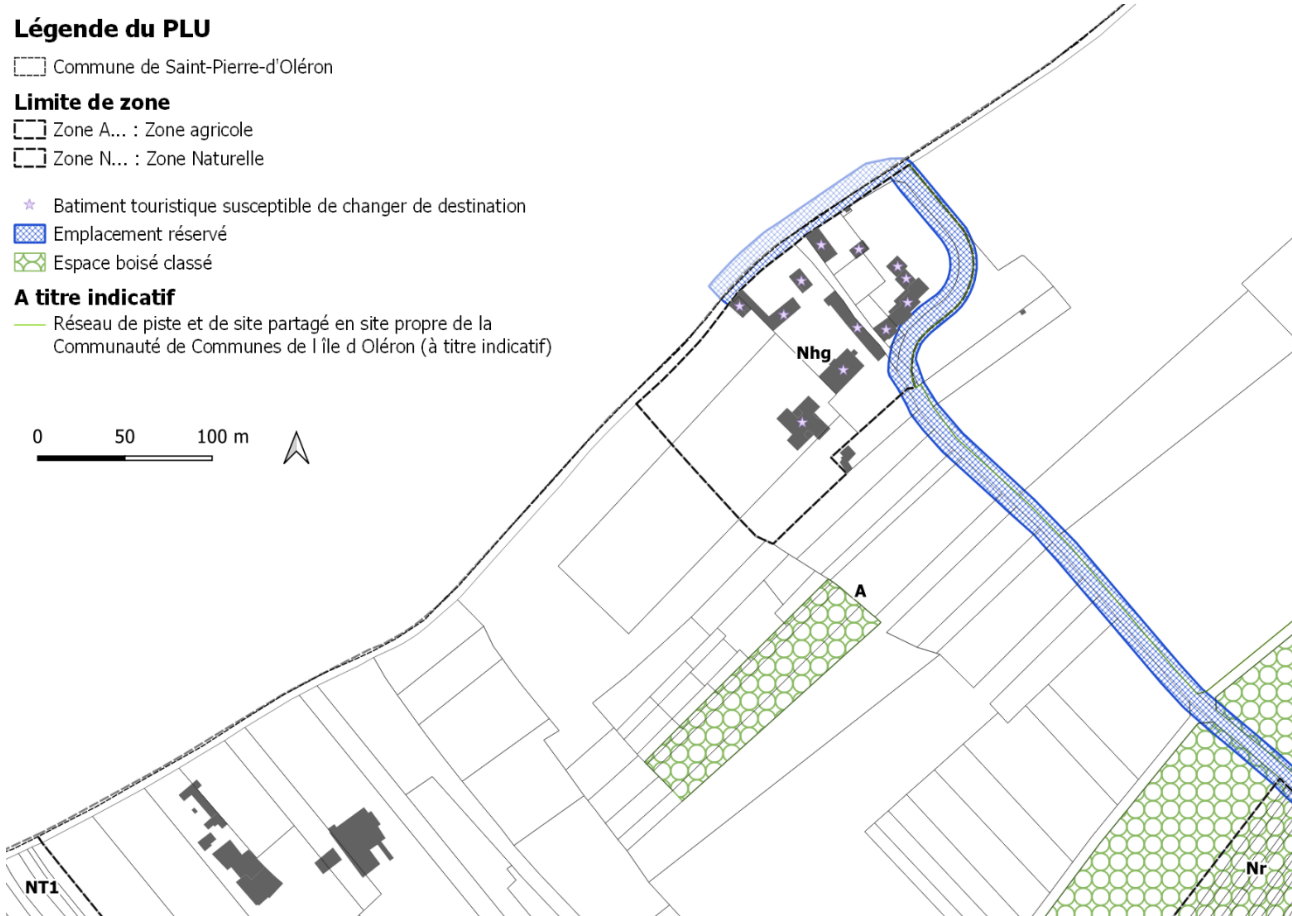 Légende du PLU
Commune de Saint-Pierre-d'Oléron
Limite de zone
Zone A... : Zone agricole
Zone N... : Zone Naturelle
Batiment touristique susceptible de changer de destination
Emplacement réservé
Espace boisé classé
A titre indicatif
Réseau de piste et de site partagé en site propre de la
Communauté de Communes de l île d Oléron (à titre indicatif)
0 50 100 m
Nhg
A
NT1
Nr